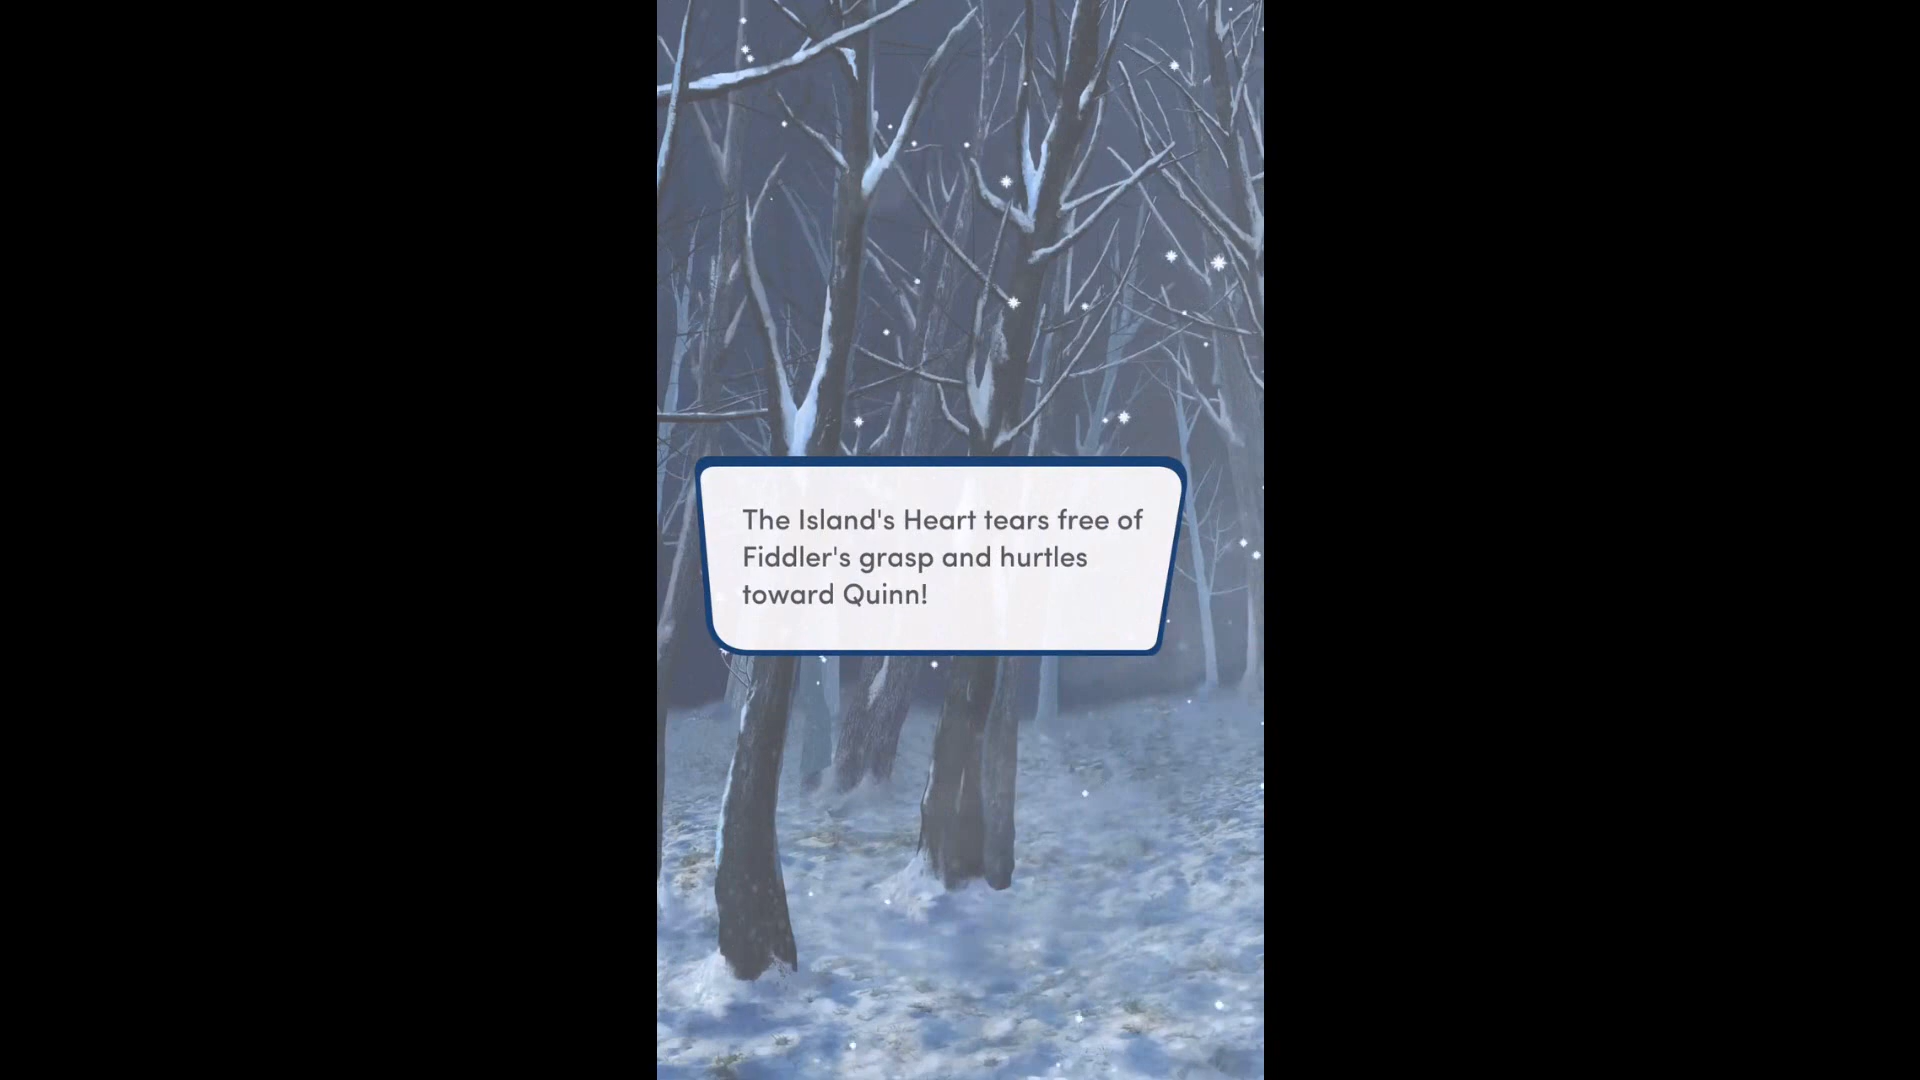 The Island's Heart tears free of
Fiddler's grasp and hurtles
toward Quinn!